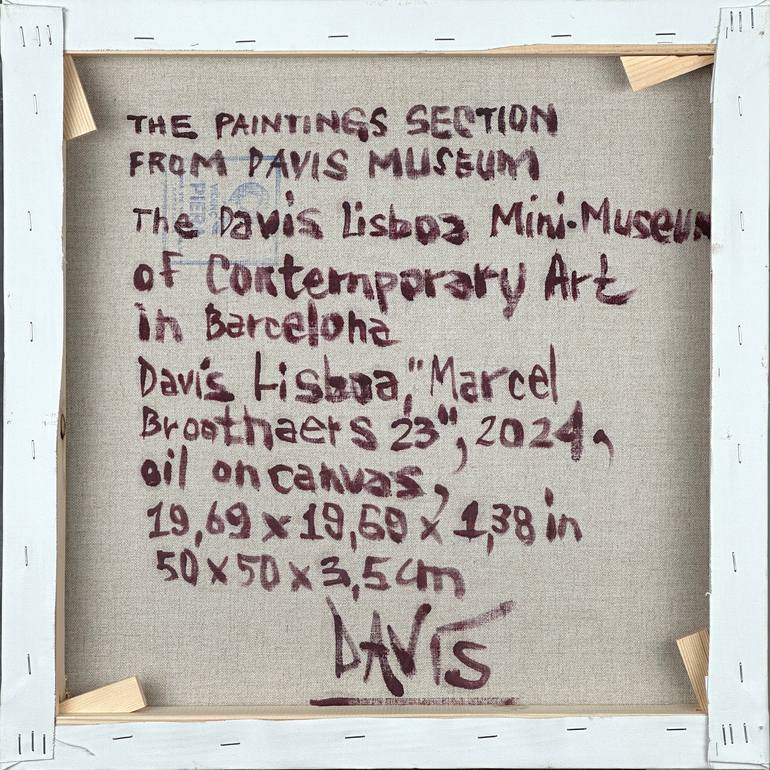 THE PAINTINGS SECTION
FROM DAVIS MUSEUM
The Davis Lisboa Mini-Museum
of Contemporary Art
in Barcelona
Davis Lisboa, "Marcel
Broothaers 23", 2024,
oil on canvas,
19,69 x 19,69 x 1,38 in
50 x 50 x 3,5 cm
DAVIS